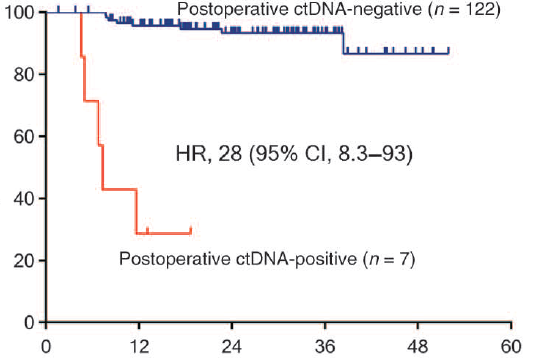 100
Postoperative ctDNA-negative (n = 122)
80
60
HR, 28 (95% CI, 8.3–93)
40
20
Postoperative ctDNA-positive (n = 7)
0
0 12 24 36 48 60